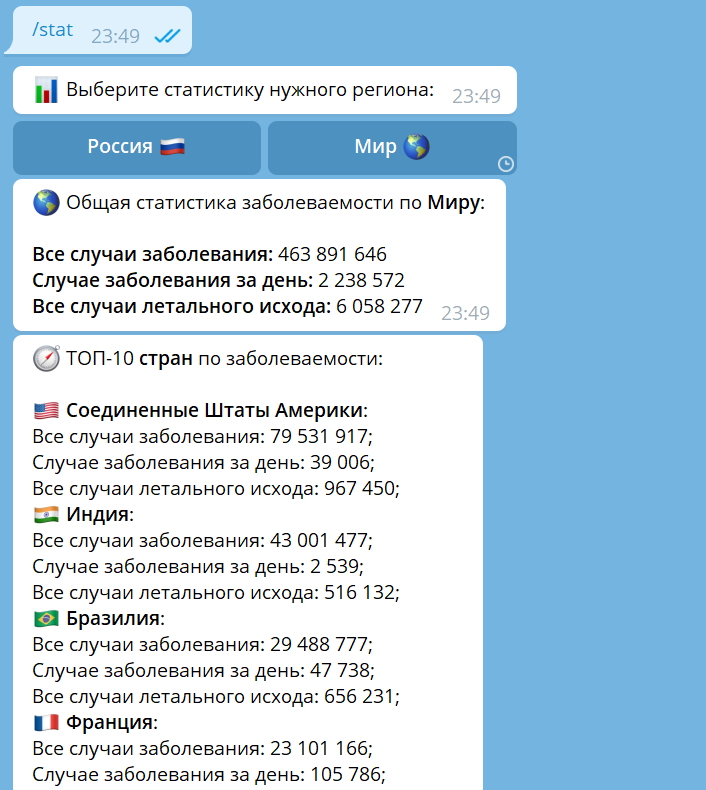 /stat 23:49
Выберите статистику нужного региона: 23:49
Россия Мир
Общая статистика заболеваемости по Миру:
Все случаи заболевания: 463 891 646
Случае заболевания за день: 2 238 572
Все случаи летального исхода: 6 058 277 23:49
ТОП-10 стран по заболеваемости:
Соединенные Штаты Америки:
Все случаи заболевания: 79 531 917;
Случае заболевания за день: 39 006;
Все случаи летального исхода: 967 450;
Индия:
Все случаи заболевания: 43 001 477;
Случае заболевания за день: 2 539;
Все случаи летального исхода: 516 132;
Бразилия:
Все случаи заболевания: 29 488 777;
Случае заболевания за день: 47 738;
Все случаи летального исхода: 656 231;
Франция:
Все случаи заболевания: 23 101 166;
Случае заболевания за день: 105 786;